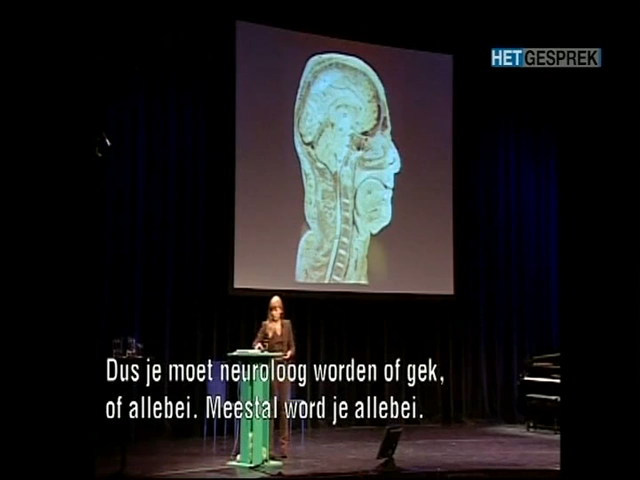 HETGESPREK
Dus je moet neuroloog worden of gek,
of allebei. Meestal word je allebei.